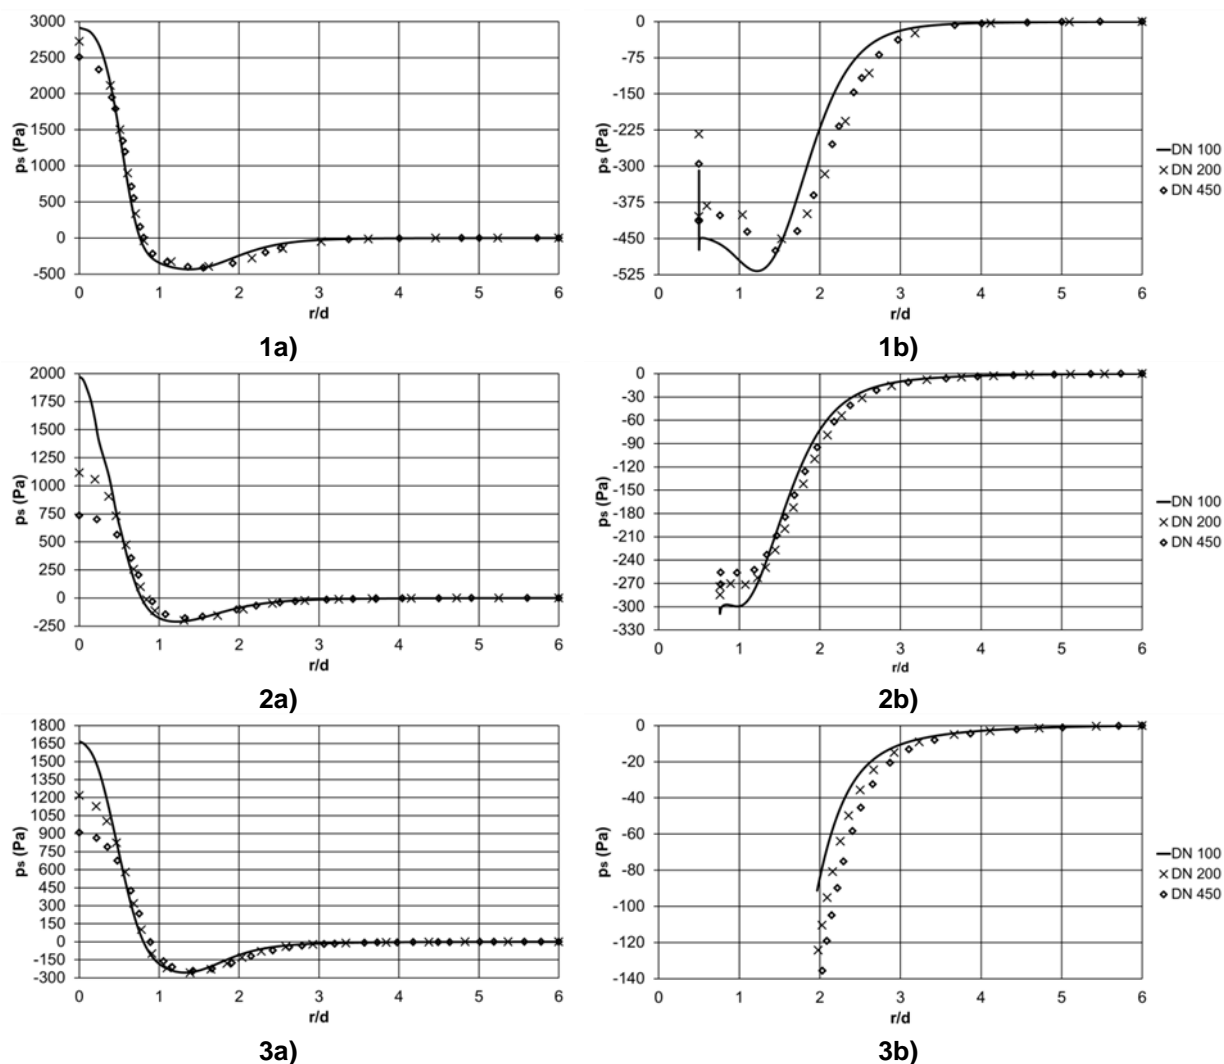 3000
2500
2000
1500
1000
500
0
-500
ps (Pa)
0 1 2 3 4 5 6
r/d
1a)
0
-75
-150
-225
-300
-375
-450
-525
ps (Pa)
0 1 2 3 4 5 6
r/d
DN 100
DN 200
DN 450
1b)
2000
1750
1500
1250
1000
750
500
250
0
-250
ps (Pa)
0 1 2 3 4 5 6
r/d
2a)
0
-30
-60
-90
-120
-150
-180
-210
-240
-270
-300
-330
ps (Pa)
0 1 2 3 4 5 6
r/d
DN 100
DN 200
DN 450
2b)
1800
1650
1500
1350
1200
1050
900
750
600
450
300
150
0
-150
-300
ps (Pa)
0 1 2 3 4 5 6
r/d
3a)
0
-20
-40
-60
-80
-100
-120
-140
ps (Pa)
0 1 2 3 4 5 6
r/d
DN 100
DN 200
DN 450
3b)